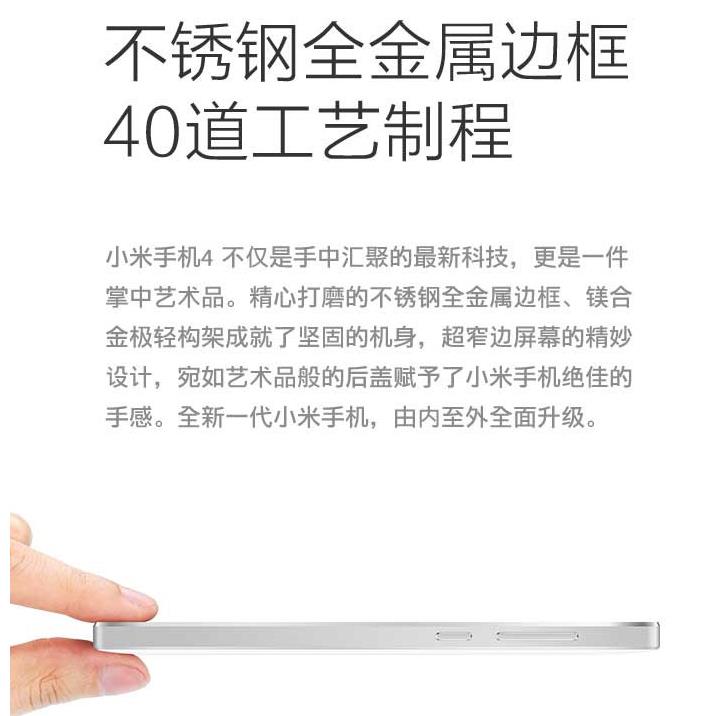 不锈钢全金属边框
40道工艺制程
小米手机4 不仅是手中汇聚的最新科技，更是一件
掌中艺术品。精心打磨的不锈钢全金属边框、镁合
金极轻构架成就了坚固的机身，超窄边屏幕的精妙
设计，宛如艺术品般的后盖赋予了小米手机绝佳的
手感。全新一代小米手机，由内至外全面升级。